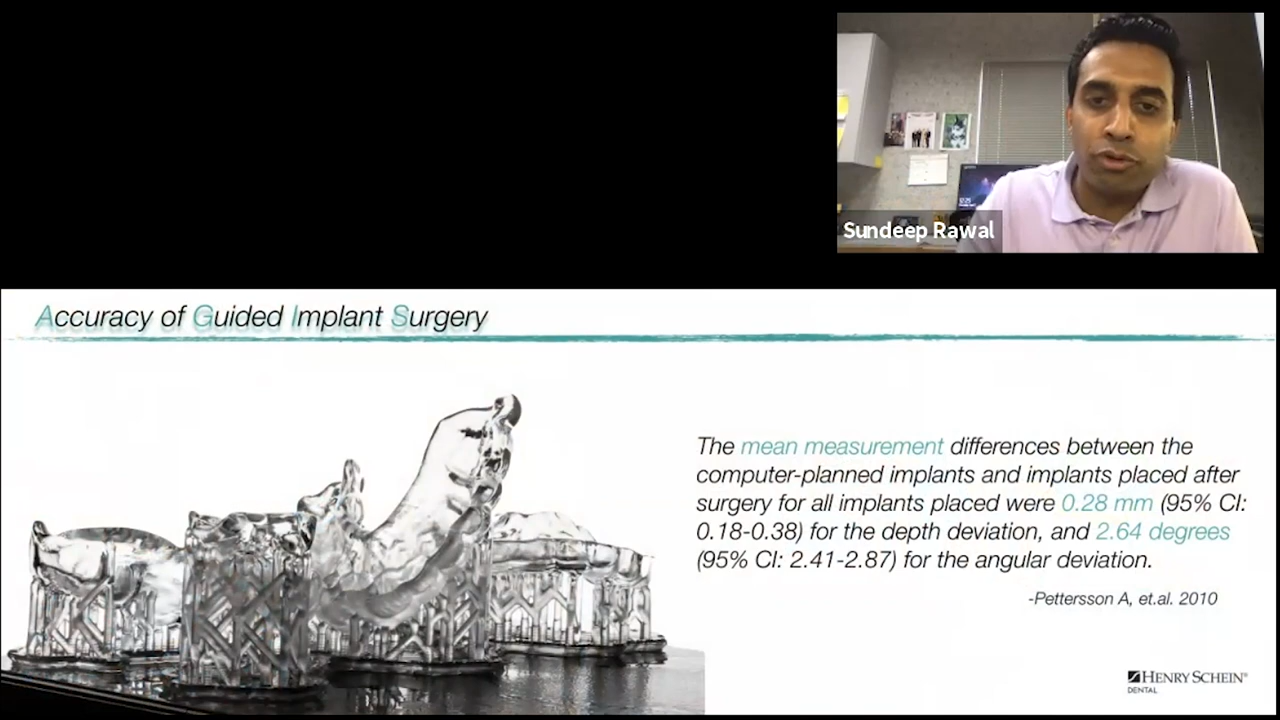 Sundeep Rawal
Accuracy of Guided Implant Surgery
The mean measurement differences between the
computer-planned implants and implants placed after
surgery for all implants placed were 0.28 mm (95% CI:
0.18-0.38) for the depth deviation, and 2.64 degrees
(95% CI: 2.41-2.87) for the angular deviation.
-Pettersson A, et.al. 2010
HENRY SCHEIN®
DENTAL